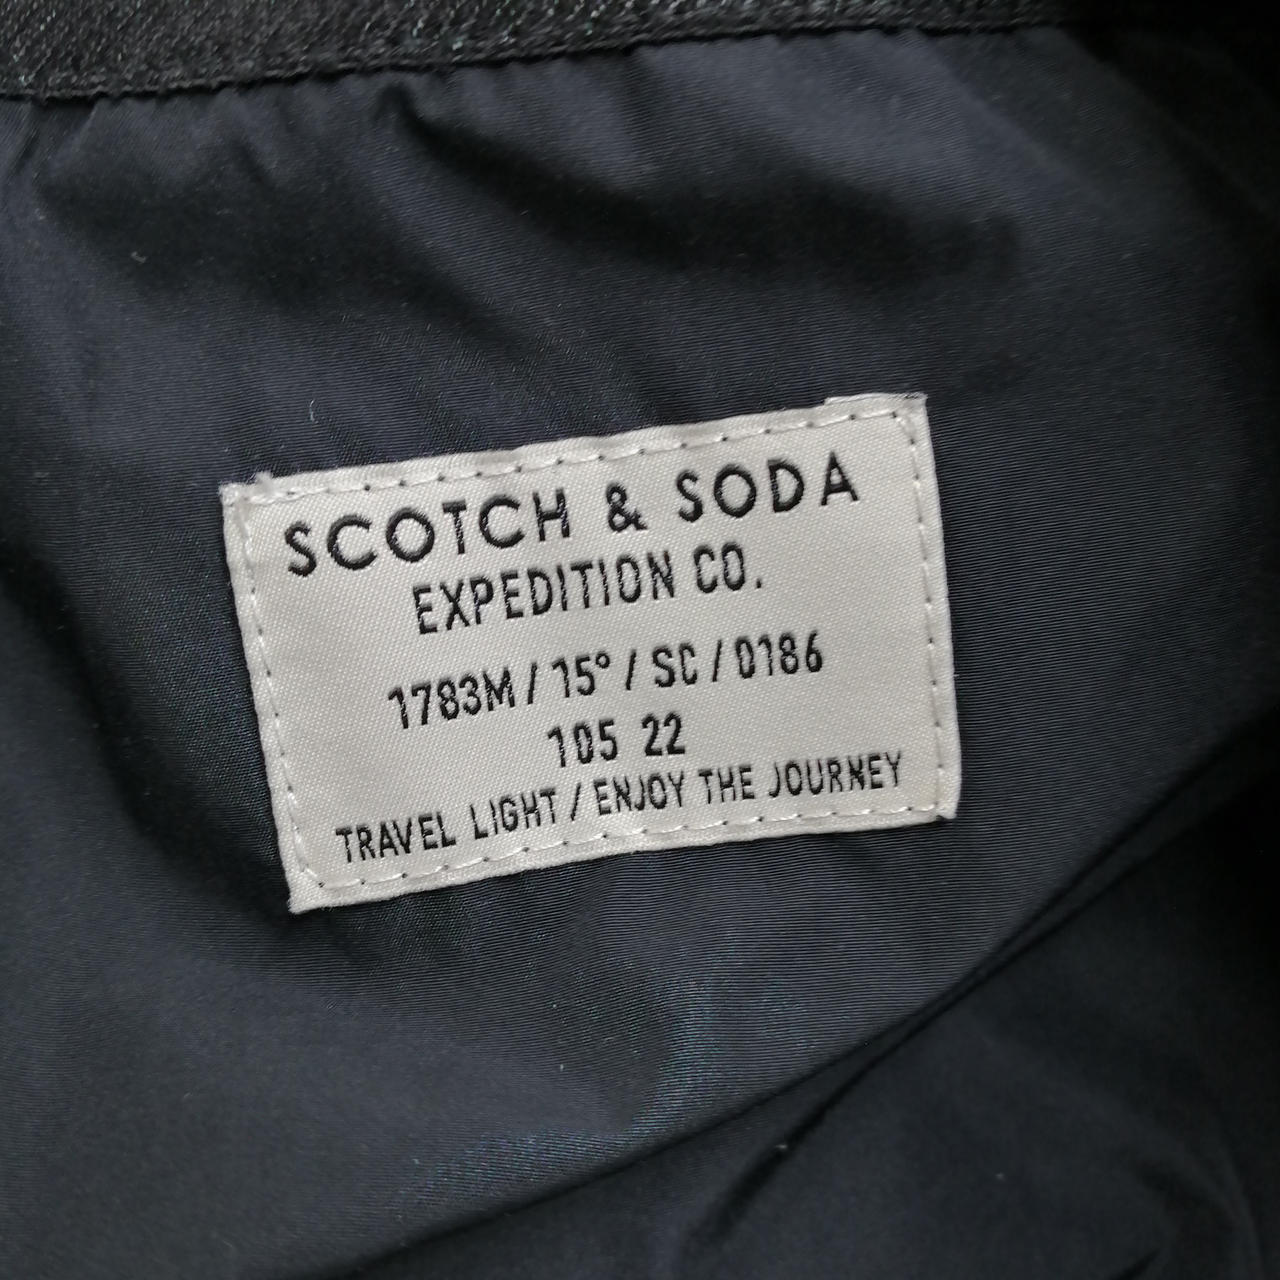 SCOTCH & SODA
EXPEDITION CO.
1783M / 15° / SC / 0186
105 22
TRAVEL LIGHT / ENJOY THE JOURNEY